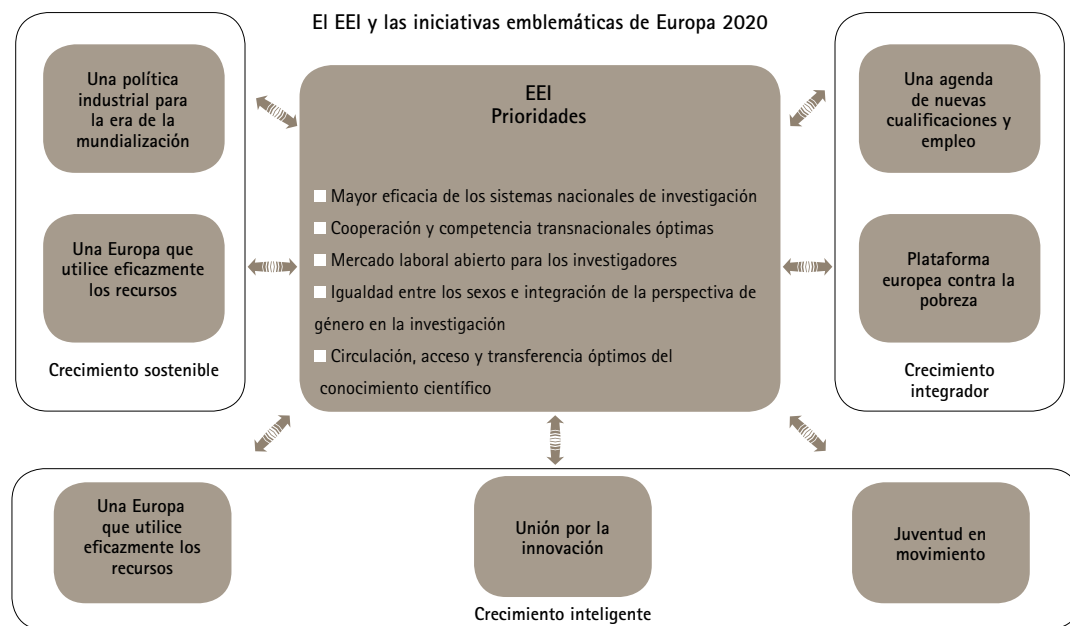 El EEI y las iniciativas emblemáticas de Europa 2020
Una política
industrial para
la era de la
mundialización
Una Europa que
utilice eficazmente
los recursos
Crecimiento sostenible
EEI
Prioridades
Mayor eficacia de los sistemas nacionales de investigación
Cooperación y competencia transnacionales óptimas
Mercado laboral abierto para los investigadores
Igualdad entre los sexos e integración de la perspectiva de
género en la investigación
Circulación, acceso y transferencia óptimos del
conocimiento científico
Una agenda
de nuevas
cualificaciones y
empleo
Plataforma
europea contra la
pobreza
Crecimiento
integrador
Una Europa
que utilice
eficazmente los
recursos
Unión por la
innovación
Juventud en
movimiento
Crecimiento inteligente